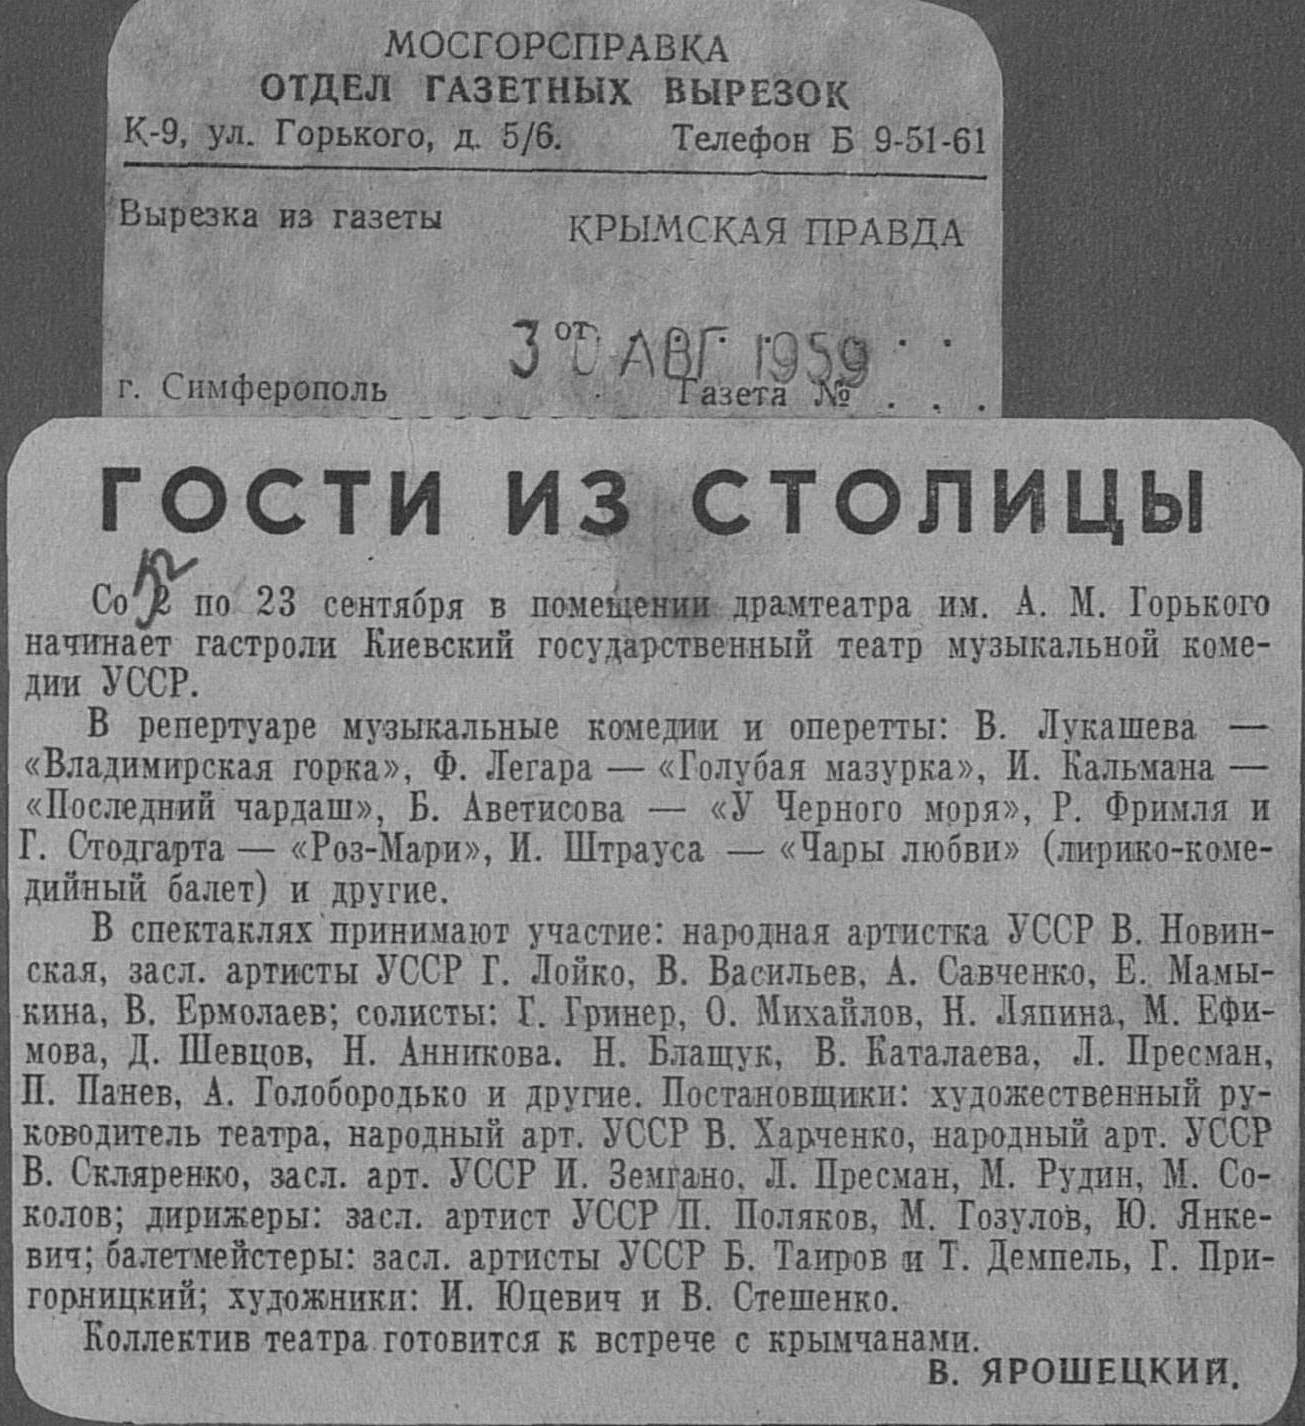 МОСГОРСПРАВКА
ОТДЕЛ ГАЗЕТНЫХ ВЫРЕЗОК
К-9, ул. Горького, д. 5/6. Телефон Б 9-51-61
Вырезка из газеты КРЫМСКАЯ ПРАВДА
от 30 АВГ 1959 . .
г. Симферополь Газета № . . .
ГОСТИ ИЗ СТОЛИЦЫ
Со 2 по 23 сентября в помещении драмтеатра им. А. М. Горького
начинает гастроли Киевский государственный театр музыкальной коме-
дии УССР.
В репертуаре музыкальные комедии и оперетты: В. Лукашева —
«Владимирская горка», Ф. Легара — «Голубая мазурка», И. Кальмана —
«Последний чардаш», Б. Аветисова — «У Черного моря», Р. Фримля и
Г. Стодгарта — «Роз-Мари», И. Штрауса — «Чары любви» (лирико-коме-
дийный балет) и другие.
В спектаклях принимают участие: народная артистка УССР В. Новин-
ская, засл. артисты УССР Г. Лойко, В. Васильев, А. Савченко, Е. Мамы-
кина, В. Ермолаев; солисты: Г. Гринер, О. Михайлов, Н. Ляпина, М. Ефи-
мова, Д. Шевцов, Н. Анникова. Н. Блащук, В. Каталаева, Л. Пресман,
П. Панев, А. Голобородько и другие. Постановщики: художественный ру-
ководитель театра, народный арт. УССР В. Харченко, народный арт. УССР
В. Скляренко, засл. арт. УССР И. Земгано, Л. Пресман, М. Рудин, М. Со-
колов; дирижеры: засл. артист УССР П. Поляков, М. Гозулов, Ю. Янке-
вич; балетмейстеры: засл. артисты УССР Б. Таиров и Т. Демпель, Г. При-
горницкий; художники: И. Юцевич и В. Стешенко.
Коллектив театра готовится к встрече с крымчанами.
В. ЯРОШЕЦКИЙ.